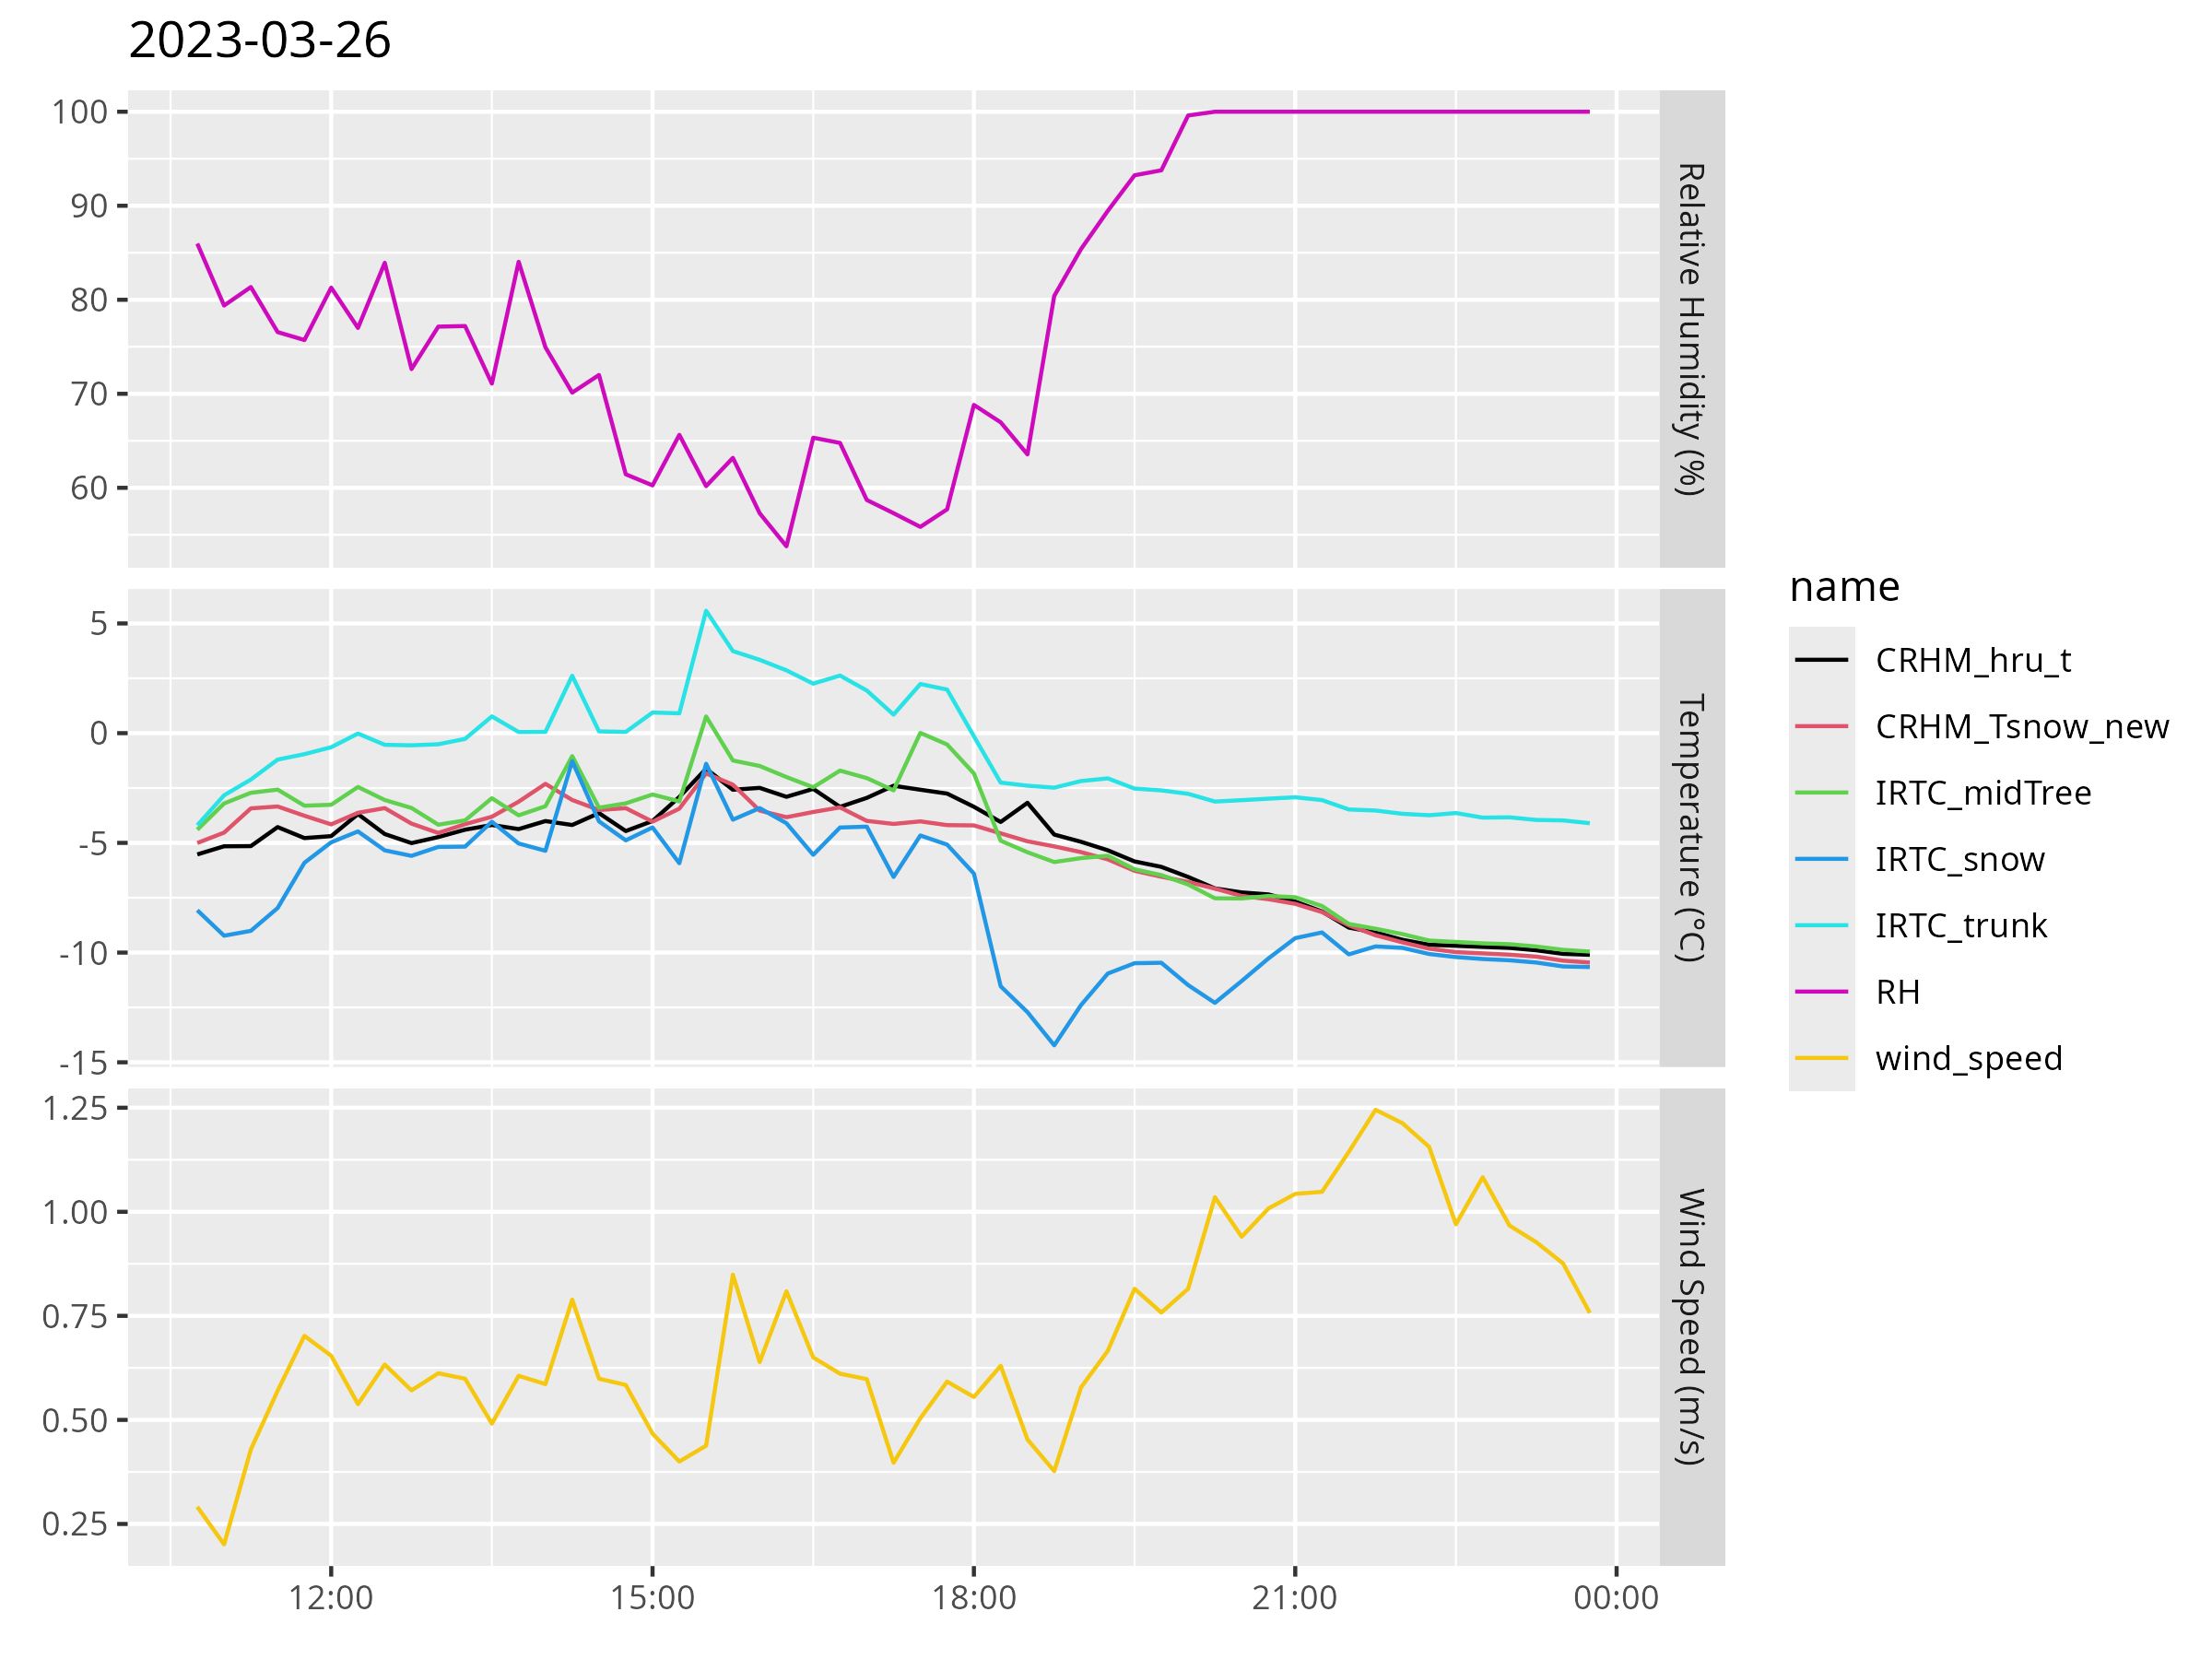 2023-03-26
100
90
80
70
60
Relative Humidity (%)
5
0
-5
-10
-15
Temperature (°C)
1.25
1.00
0.75
0.50
0.25
Wind Speed (m/s)
12:00
15:00
18:00
21:00
00:00
name
CRHM_hru_t
CRHM_Tsnow_new
IRTC_midTree
IRTC_snow
IRTC_trunk
RH
wind_speed